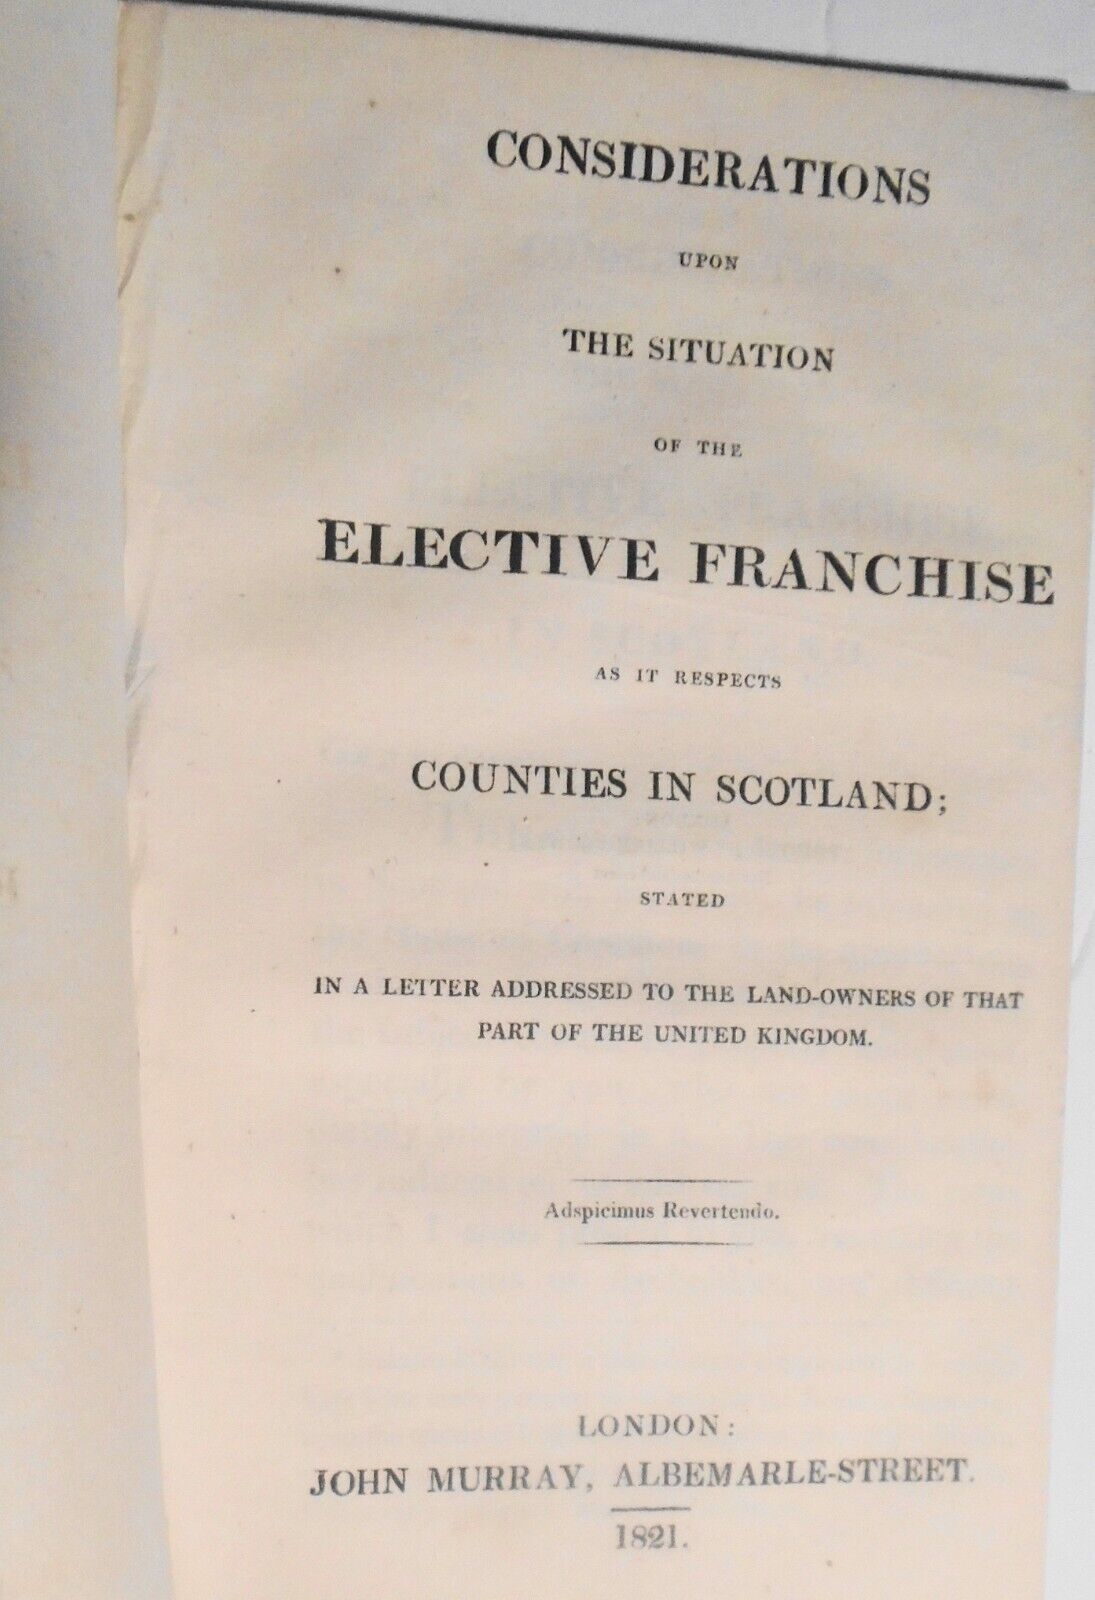 CONSIDERATIONS
UPON
THE SITUATION
OF THE
ELECTIVE FRANCHISE
AS IT RESPECTS
COUNTIES IN SCOTLAND;
STATED
IN A LETTER ADDRESSED TO THE LAND-OWNERS OF THAT
PART OF THE UNITED KINGDOM.
Adspicimus Revertendo.
LONDON:
JOHN MURRAY, ALBEMARLE-STREET.
1821.